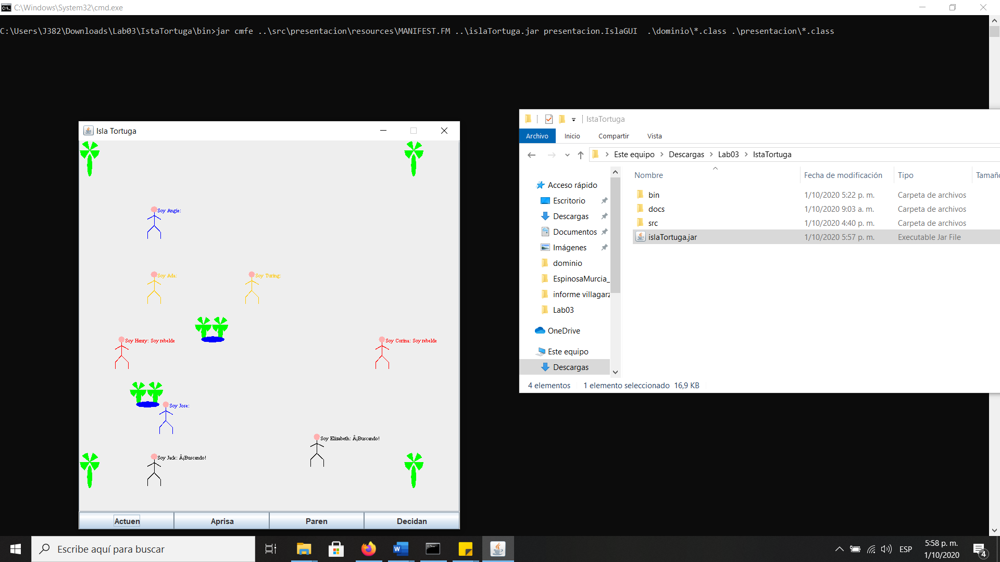 C:\Windows\System32\cmd.exe
C:\Users\J382\Downloads\Lab03\IstaTortuga\bin>jar cmfe ..\src\presentacion\resources\MANIFEST.FM ..\islaTortuga.jar presentacion.IslaGUI  .\dominio\*.class .\presentacion\*.class
Isla Tortuga
Soy Angie:
Soy Ada:
Soy Turing:
Soy Henry: Soy rebelde
Soy Corina: Soy rebelde
Soy Jose:
Soy Elizabeth: Â¡Buscando!
Soy Jack: Â¡Buscando!
Actuen Aprisa Paren Decidan
IstaTortuga
Archivo Inicio Compartir Vista
Este equipo Descargas Lab03 IstaTortuga
Nombre Fecha de modificación Tipo Tamaño
Acceso rápido
Escritorio
Descargas
Documentos
Imágenes
dominio
EspinosaMurcia_
informe villagarz
Lab03
OneDrive
Este equipo
Descargas
bin 1/10/2020 5:22 p. m. Carpeta de archivos
docs 1/10/2020 9:03 a. m. Carpeta de archivos
src 1/10/2020 4:40 p. m. Carpeta de archivos
islaTortuga.jar 1/10/2020 5:57 p. m. Executable Jar File
4 elementos 1 elemento seleccionado 16,9 KB
Escribe aquí para buscar
ESP
5:58 p. m.
1/10/2020
4